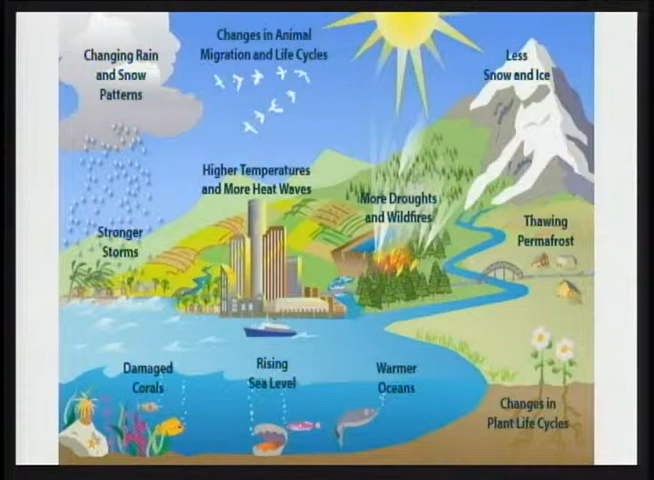 Changes in Animal
Migration and Life Cycles
Changing Rain
and Snow
Patterns
Less
Snow and Ice
Higher Temperatures
and More Heat Waves
More Droughts
and Wildfires
Thawing
Permafrost
Stronger
Storms
Damaged
Corals
Rising
Sea Level
Warmer
Oceans
Changes in
Plant Life Cycles